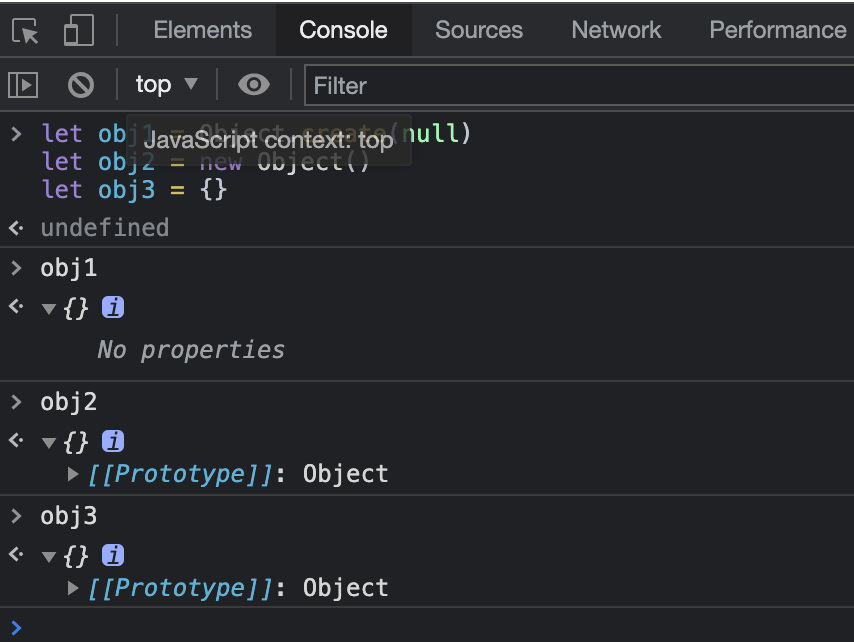 Elements Console Sources Network Performance
top Filter
let obj1 = Object.create(null)
JavaScript context: top
let obj2 = new Object()
let obj3 = {}
undefined
obj1
{} i
No properties
obj2
{} i
[[Prototype]]: Object
obj3
{} i
[[Prototype]]: Object